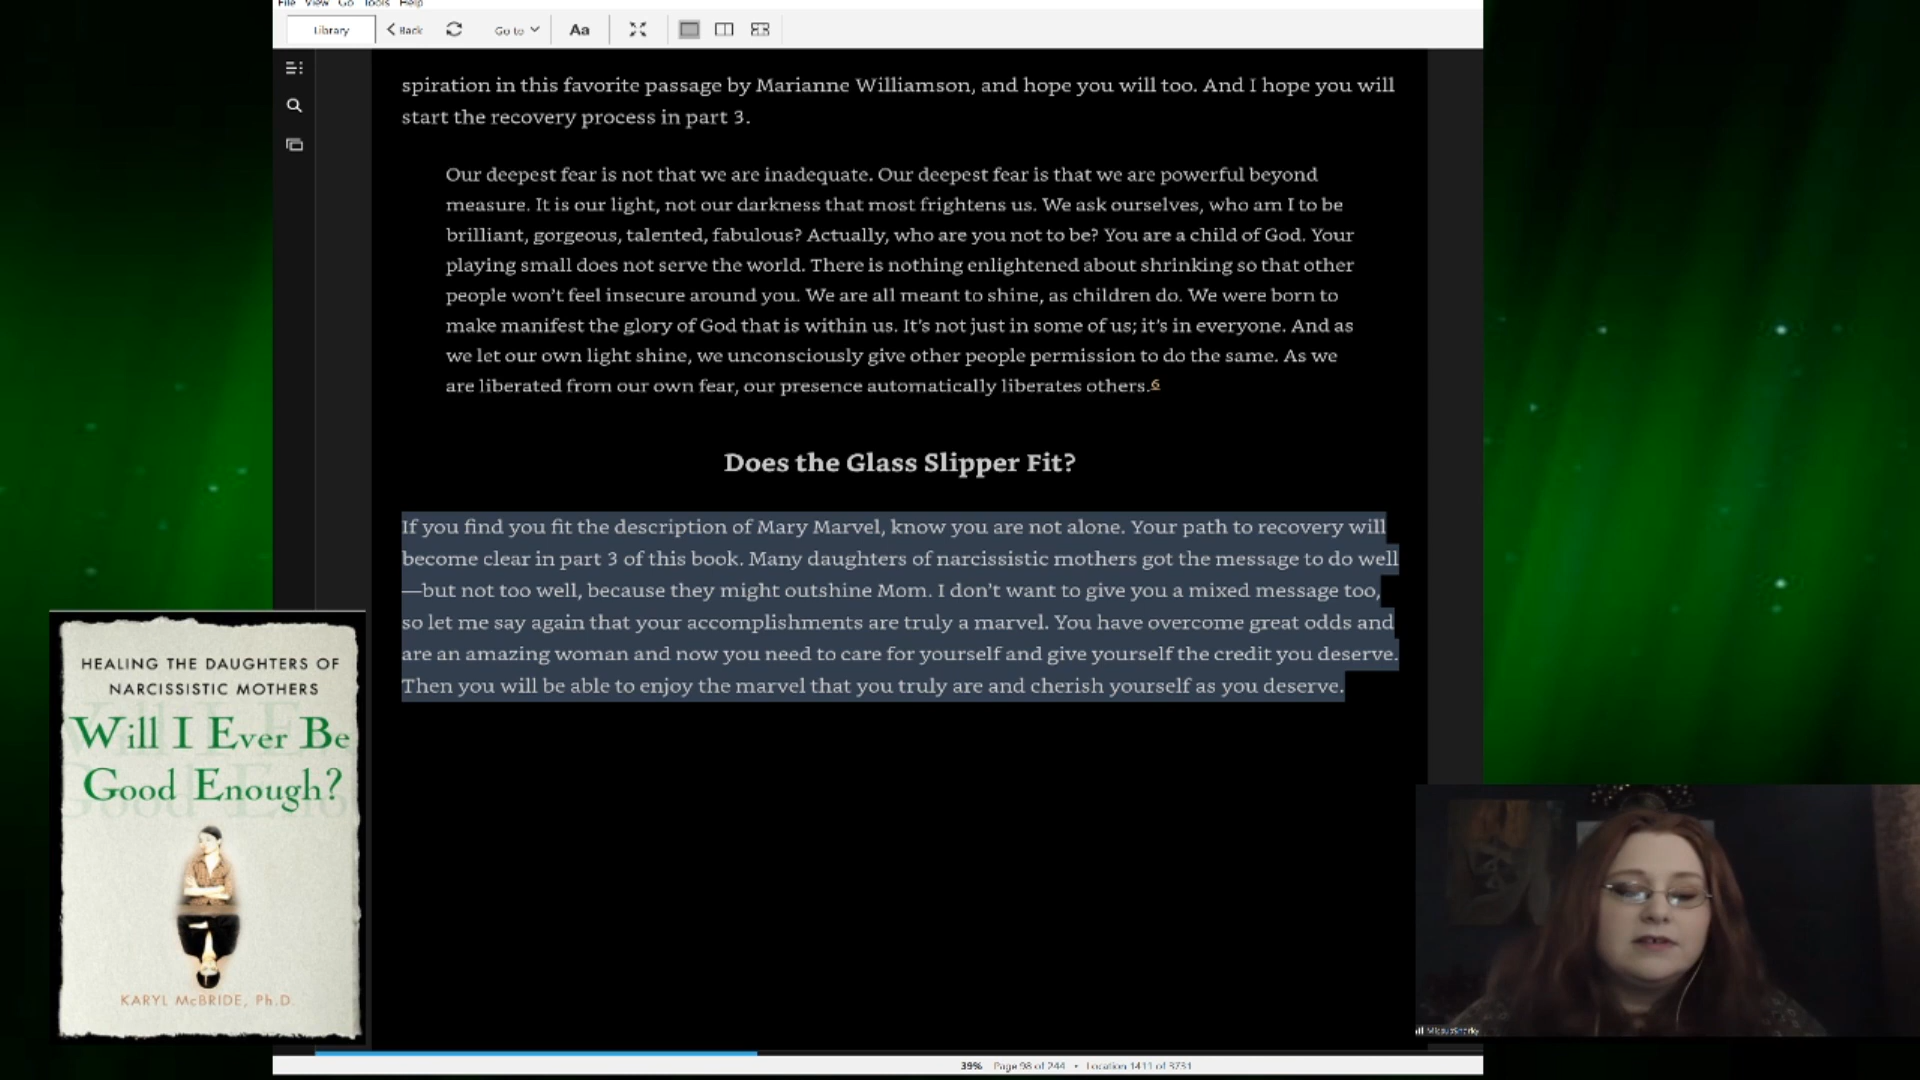 File View Go Tools Help
Library Back Go to Aa
spiration in this favorite passage by Marianne Williamson, and hope you will too. And I hope you will
start the recovery process in part 3.
Our deepest fear is not that we are inadequate. Our deepest fear is that we are powerful beyond
measure. It is our light, not our darkness that most frightens us. We ask ourselves, who am I to be
brilliant, gorgeous, talented, fabulous? Actually, who are you not to be? You are a child of God. Your
playing small does not serve the world. There is nothing enlightened about shrinking so that other
people won’t feel insecure around you. We are all meant to shine, as children do. We were born to
make manifest the glory of God that is within us. It’s not just in some of us; it’s in everyone. And as
we let our own light shine, we unconsciously give other people permission to do the same. As we
are liberated from our own fear, our presence automatically liberates others.6
Does the Glass Slipper Fit?
If you find you fit the description of Mary Marvel, know you are not alone. Your path to recovery will
become clear in part 3 of this book. Many daughters of narcissistic mothers got the message to do well
—but not too well, because they might outshine Mom. I don’t want to give you a mixed message too,
so let me say again that your accomplishments are truly a marvel. You have overcome great odds and
are an amazing woman and now you need to care for yourself and give yourself the credit you deserve.
Then you will be able to enjoy the marvel that you truly are and cherish yourself as you deserve.
HEALING THE DAUGHTERS OF
NARCISSISTIC MOTHERS
Will I Ever Be
Good Enough?
KARYL McBRIDE, Ph.D.
39% Page 98 of 244 • Location 1411 of 3731